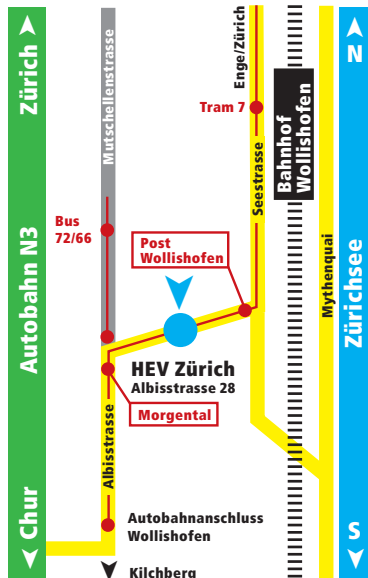 Zürich
Autobahn N3
Chur
Mutschellenstrasse
Enge/Zürich
Tram 7
Seestrasse
Bahnhof
Wollishofen
N
Zürichsee
S
Mythenquai
Bus
72/66
Post
Wollishofen
HEV Zürich
Albisstrasse 28
Morgental
Albisstrasse
Autobahnanschluss
Wollishofen
Kilchberg